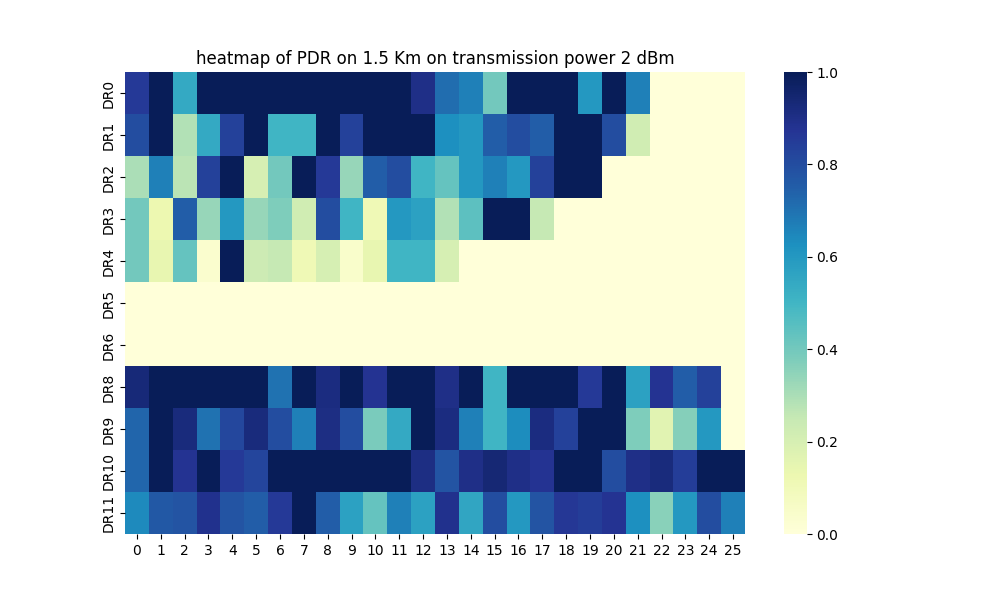 heatmap of PDR on 1.5 Km on transmission power 2 dBm
DR0
DR1
DR2
DR3
DR4
DR5
DR6
DR8
DR9
DR10
DR11
0 1 2 3 4 5 6 7 8 9 10 11 12 13 14 15 16 17 18 19 20 21 22 23 24 25
1.0
0.8
0.6
0.4
0.2
0.0